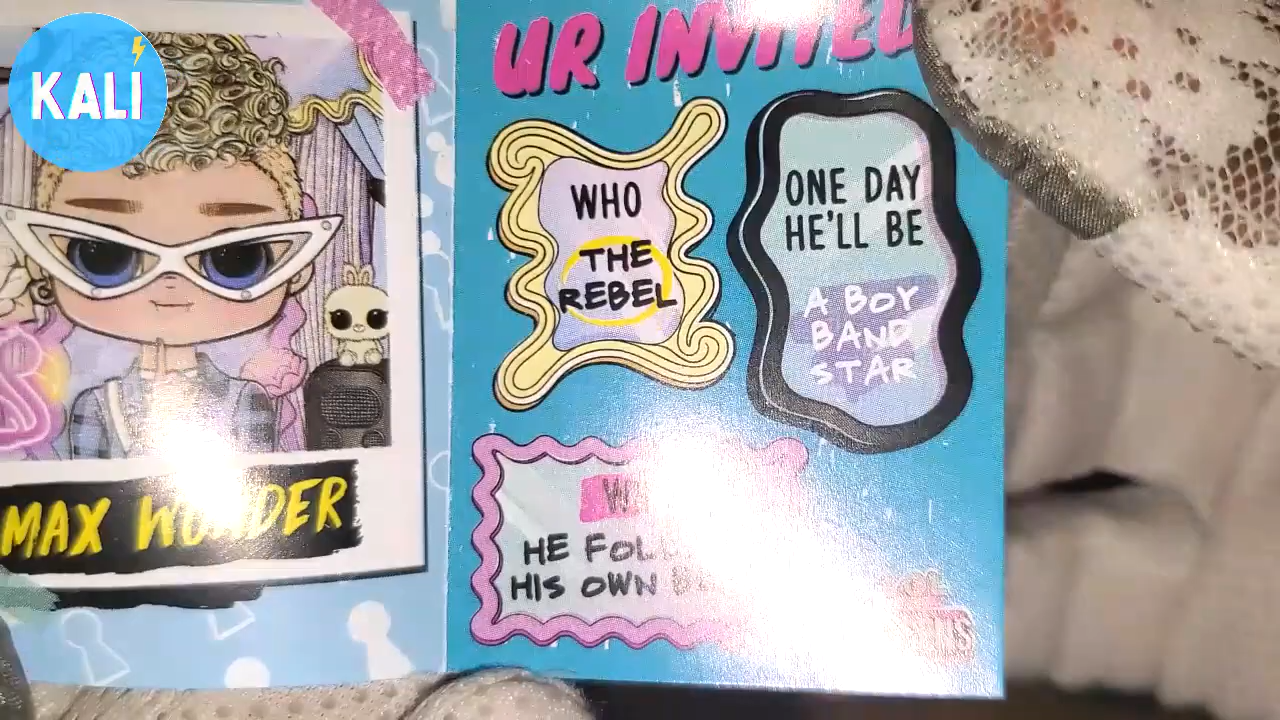 KALI
UR INVITED
WHO
THE
REBEL
ONE DAY
HE'LL BE
A BOY
BAND
STAR
MAX WONDER
HE
HIS OWN